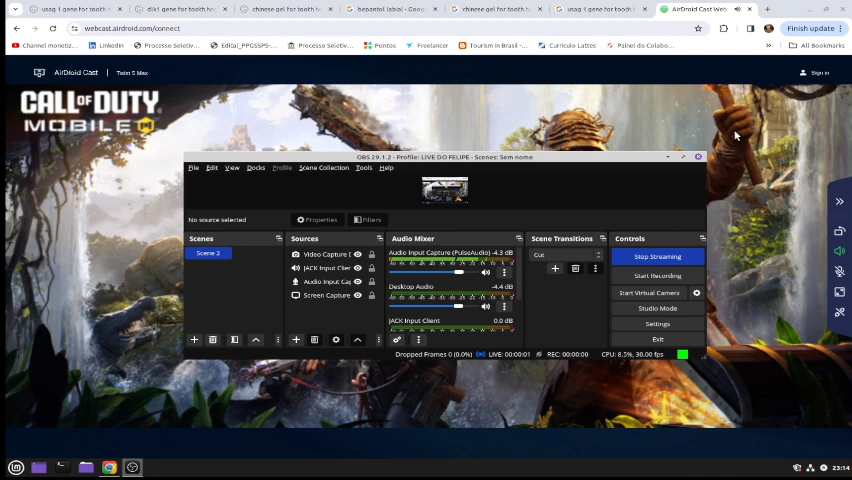 usag 1 gene for tooth
dlk1 gene for tooth
chinese gel for tooth
bepantol labial - Goog
chinese gel for tooth
usag 1 gene for tooth
AirDroid Cast Web
webcast.airdroid.com/connect
Finish update
Channel monetiz...
LinkedIn
Processo Seletiv...
Edital_PPGSSPS-...
Processo Seletivo...
Pontos
Freelancer
Tourism in Brasil -...
Currículo Lattes
Painel do Colabo...
All Bookmarks
AirDroid Cast
Twist 5 Max
Sign in
CALL OF DUTY
MOBILE
OBS 29.1.2 - Profile: LIVE DO FELIPE - Scenes: Sem nome
File Edit View Docks Profile Scene Collection Tools Help
No source selected
Properties
Filters
Scenes
Scene 2
Sources
Video Capture D
JACK Input Clier
Audio Input Cap
Screen Capture
Audio Mixer
Audio Input Capture (PulseAudio) -4.3 dB
Desktop Audio -4.4 dB
JACK Input Client 0.0 dB
Scene Transitions
Cut
Controls
Stop Streaming
Start Recording
Start Virtual Camera
Studio Mode
Settings
Exit
Dropped Frames 0 (0.0%)
LIVE: 00:00:01
REC: 00:00:00
CPU: 8.5%, 30.00 fps
23:14